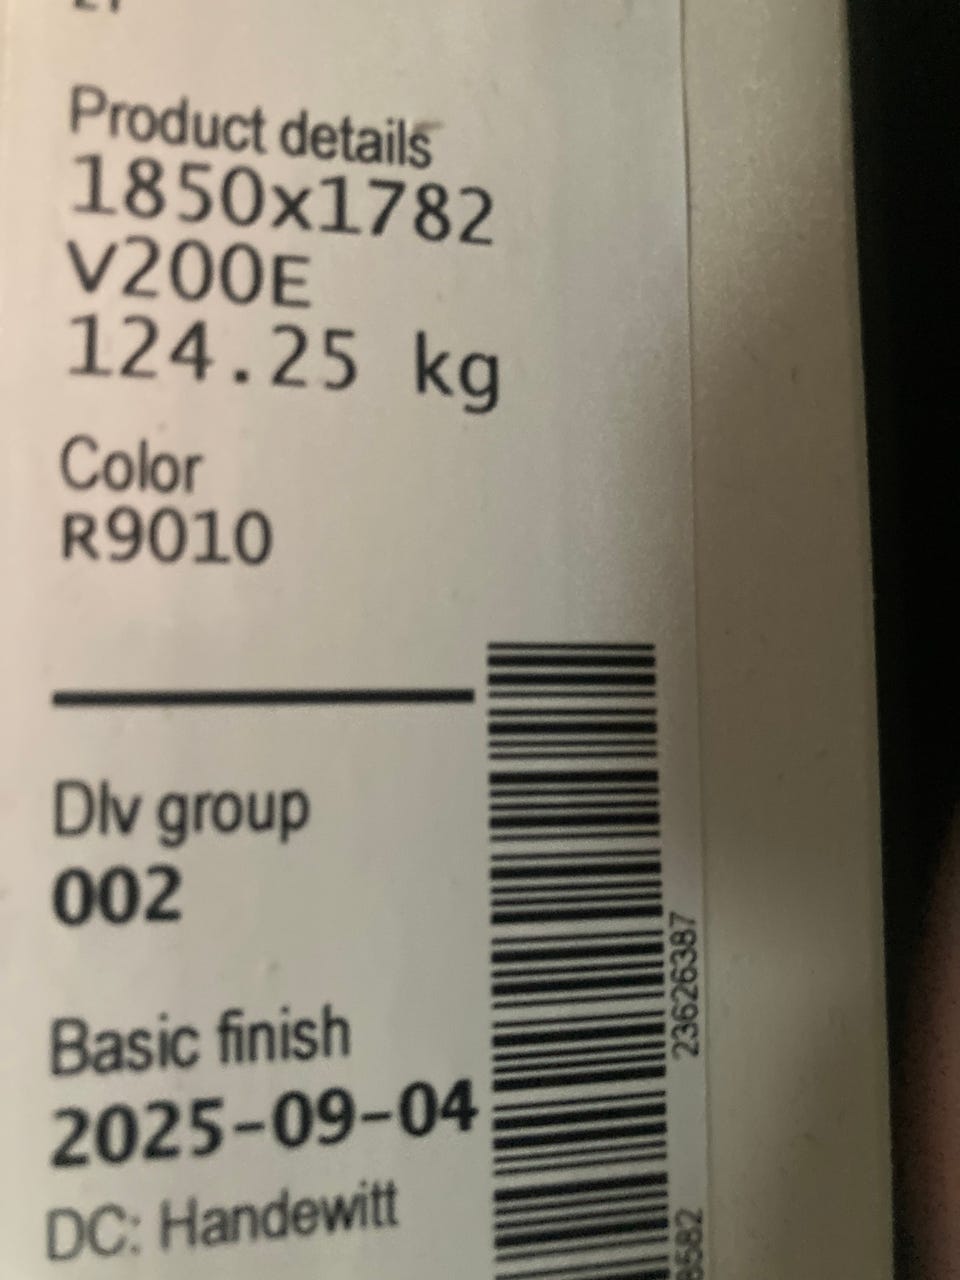 Product details
1850x1782
V200E
124.25 kg
Color
R9010
Dlv group
002
Basic finish
2025-09-04
DC: Handewitt
23626387